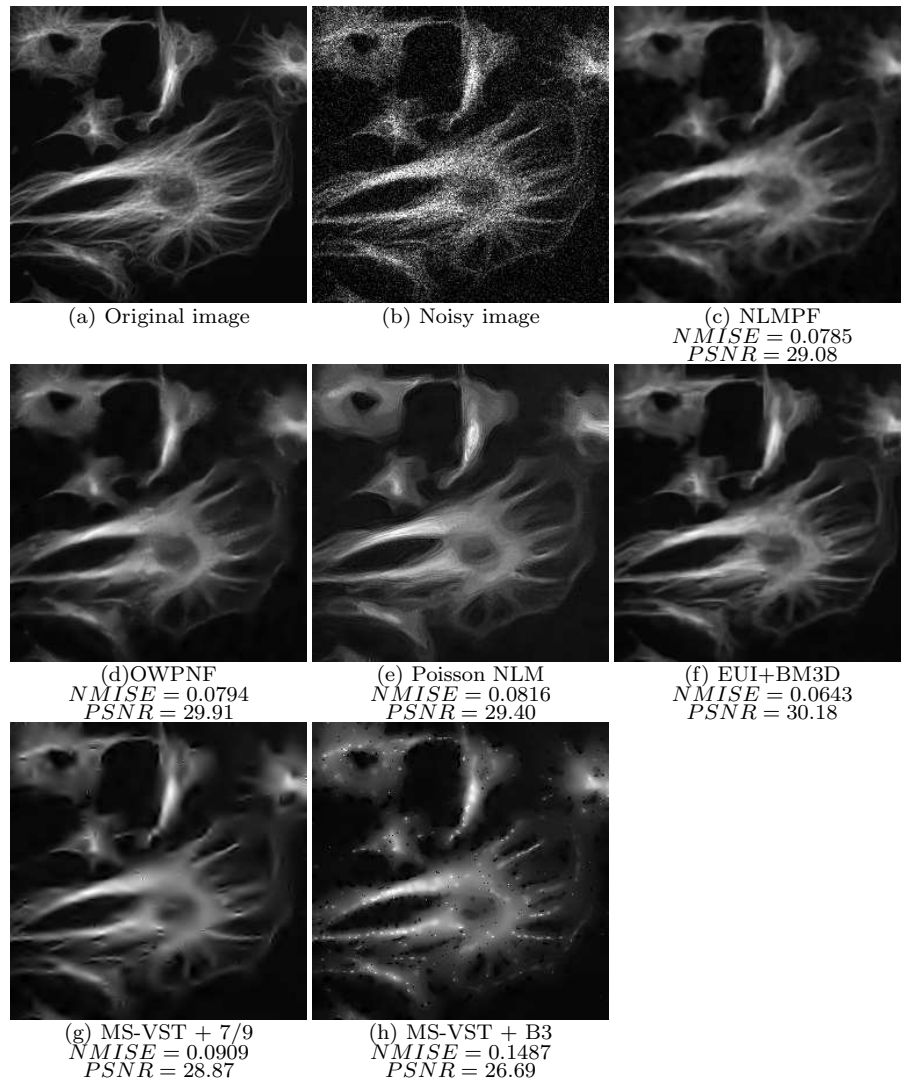 (a) Original image
(b) Noisy image
(c) NLMPF
NMISE = 0.0785
PSNR = 29.08
(d)OWPNF
NMISE = 0.0794
PSNR = 29.91
(e) Poisson NLM
NMISE = 0.0816
PSNR = 29.40
(f) EUI+BM3D
NMISE = 0.0643
PSNR = 30.18
(g) MS-VST + 7/9
NMISE = 0.0909
PSNR = 28.87
(h) MS-VST + B3
NMISE = 0.1487
PSNR = 26.69